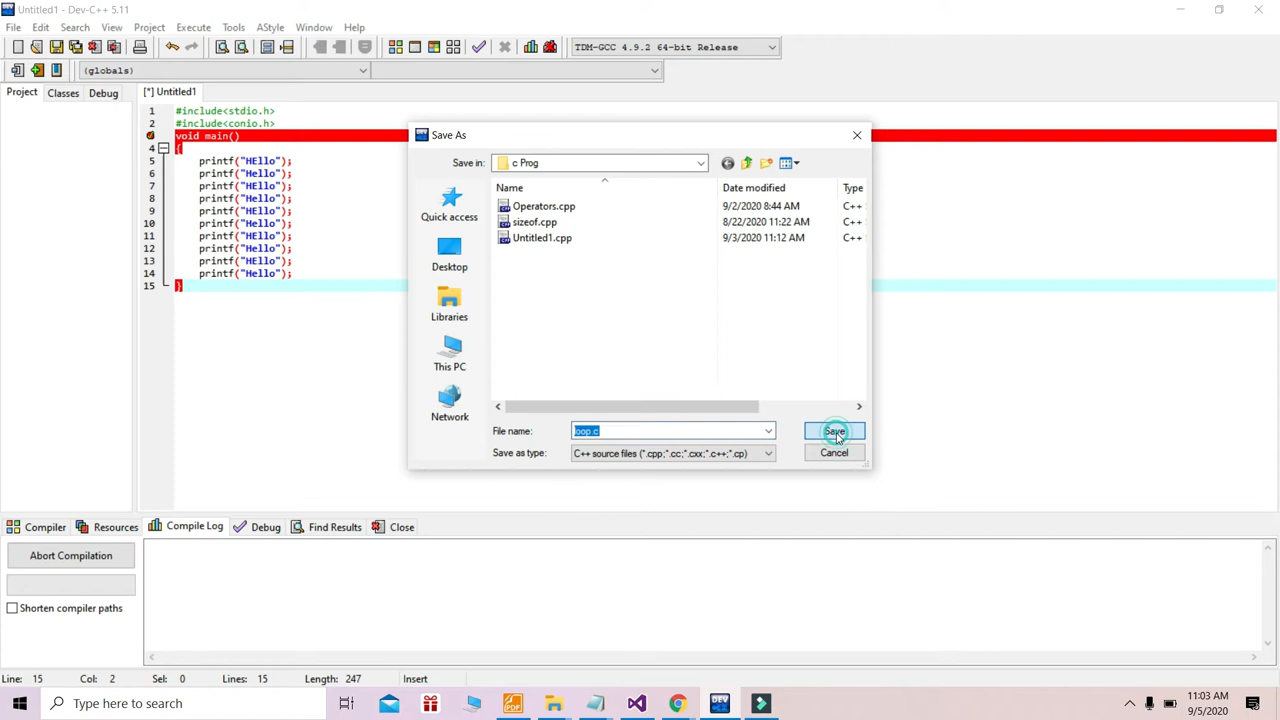 Untitled1 - Dev-C++ 5.11
File Edit Search View Project Execute Tools AStyle Window Help
TDM-GCC 4.9.2 64-bit Release
(globals)
Project Classes Debug
[*] Untitled1
1 #include<stdio.h>
2 #include<conio.h>
void main()
4 {
5 printf("HEllo");
6 printf("Hello");
7 printf("HEllo");
8 printf("Hello");
9 printf("HEllo");
10 printf("Hello");
11 printf("HEllo");
12 printf("Hello");
13 printf("HEllo");
14 printf("Hello");
15 }
Save As
Save in: c Prog
Name Date modified Type
Operators.cpp 9/2/2020 8:44 AM C++
sizeof.cpp 8/22/2020 11:22 AM C++
Untitled1.cpp 9/3/2020 11:12 AM C++
Quick access
Desktop
Libraries
This PC
Network
File name: loop.c Save
Save as type: C++ source files (*.cpp;*.cc;*.cxx;*.c++;*.cp) Cancel
Compiler Resources Compile Log Debug Find Results Close
Abort Compilation
Shorten compiler paths
Line: 15 Col: 2 Sel: 0 Lines: 15 Length: 247 Insert
Type here to search
11:03 AM
9/5/2020